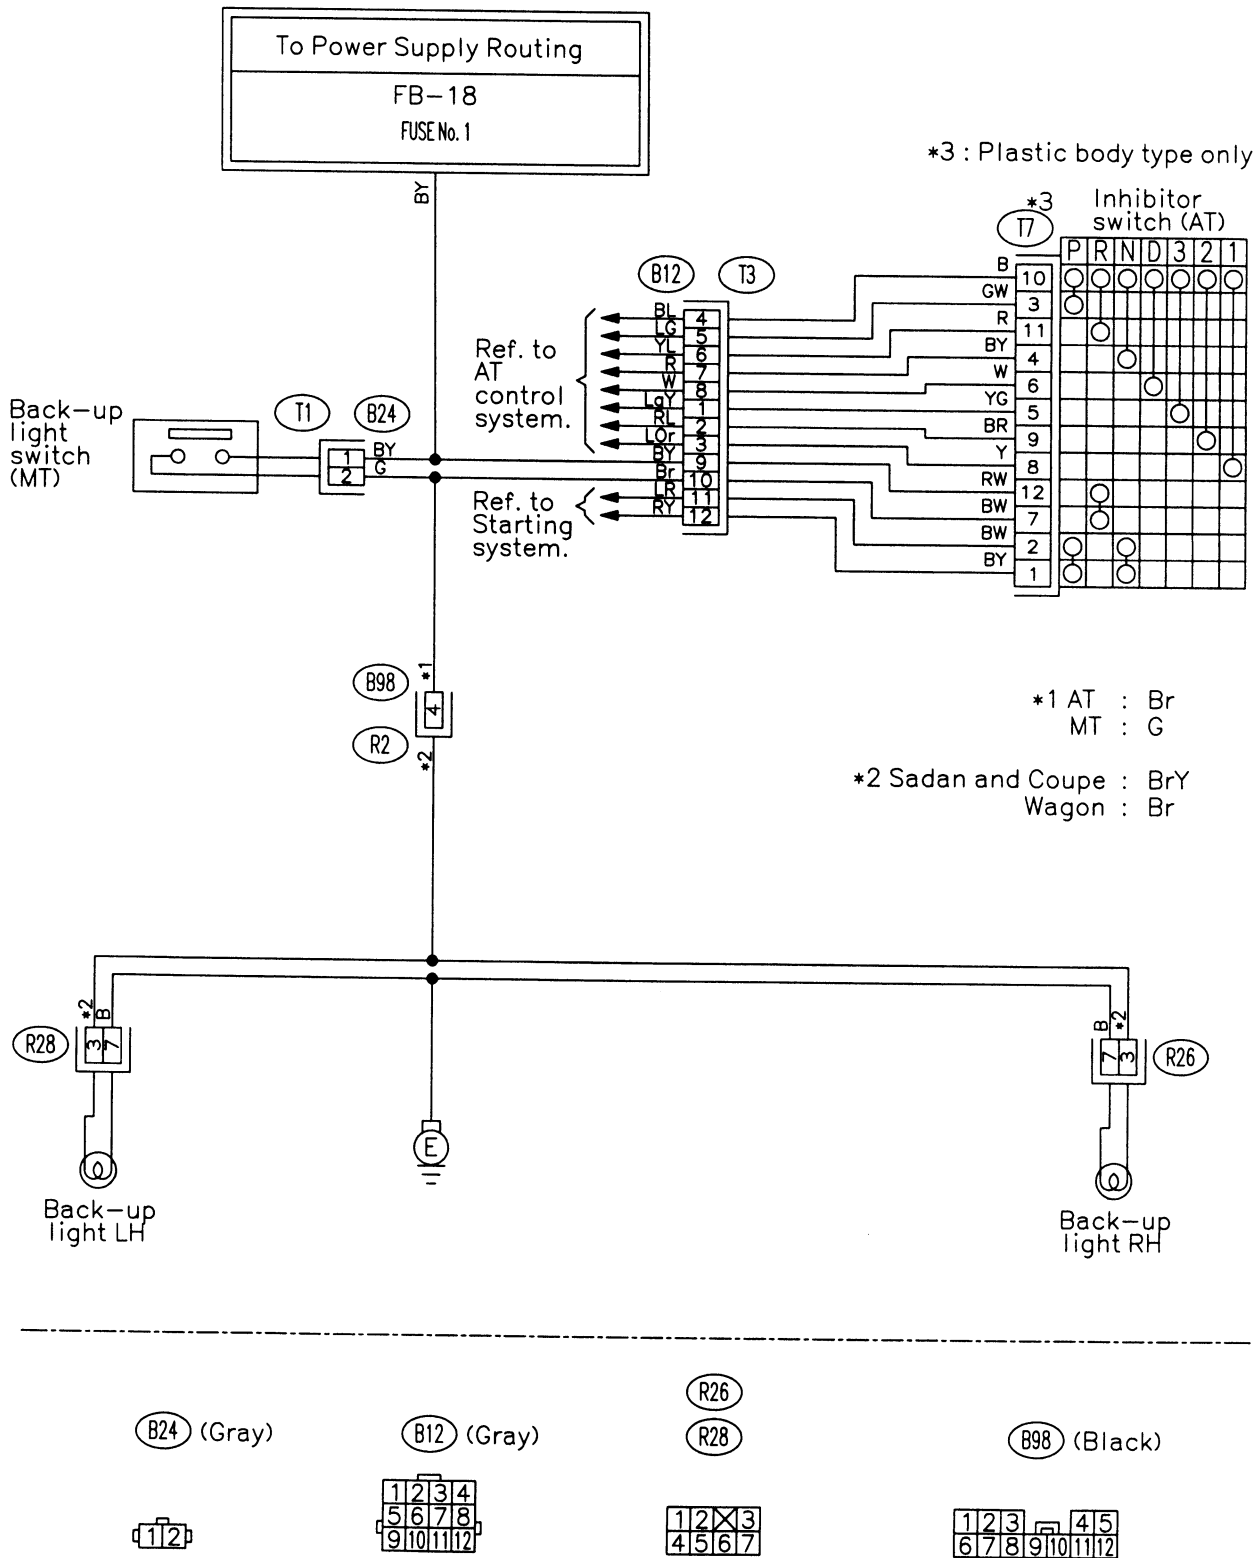 To Power Supply Routing
FB-18
FUSE No. 1
BY
*3 : Plastic body type only
*3
Inhibitor
switch (AT)
T7
P R N D 3 2 1
B 10
GW 3
R 11
BY 4
W 6
YG 5
BR 9
Y 8
RW 12
BW 7
BW 2
BY 1
B12 T3
BL 4
LG 5
YL 6
R 7
W 8
LgY 1
RL 2
LOr 3
BY 9
Br 10
LR 11
RY 12
Ref. to
AT
control
system.
Ref. to
Starting
system.
Back-up
light
switch
(MT)
T1 B24
1 BY
2 G
B98
*1
4
R2
*2
*1 AT : Br
MT : G
*2 Sadan and Coupe : BrY
Wagon : Br
*2 B
R28 3 7
B *2
7 3 R26
E
Back-up
light LH
Back-up
light RH
B24 (Gray)
1 2
B12 (Gray)
1 2 3 4
5 6 7 8
9 10 11 12
R26
R28
1 2 3
4 5 6 7
B98 (Black)
1 2 3 4 5
6 7 8 9 10 11 12